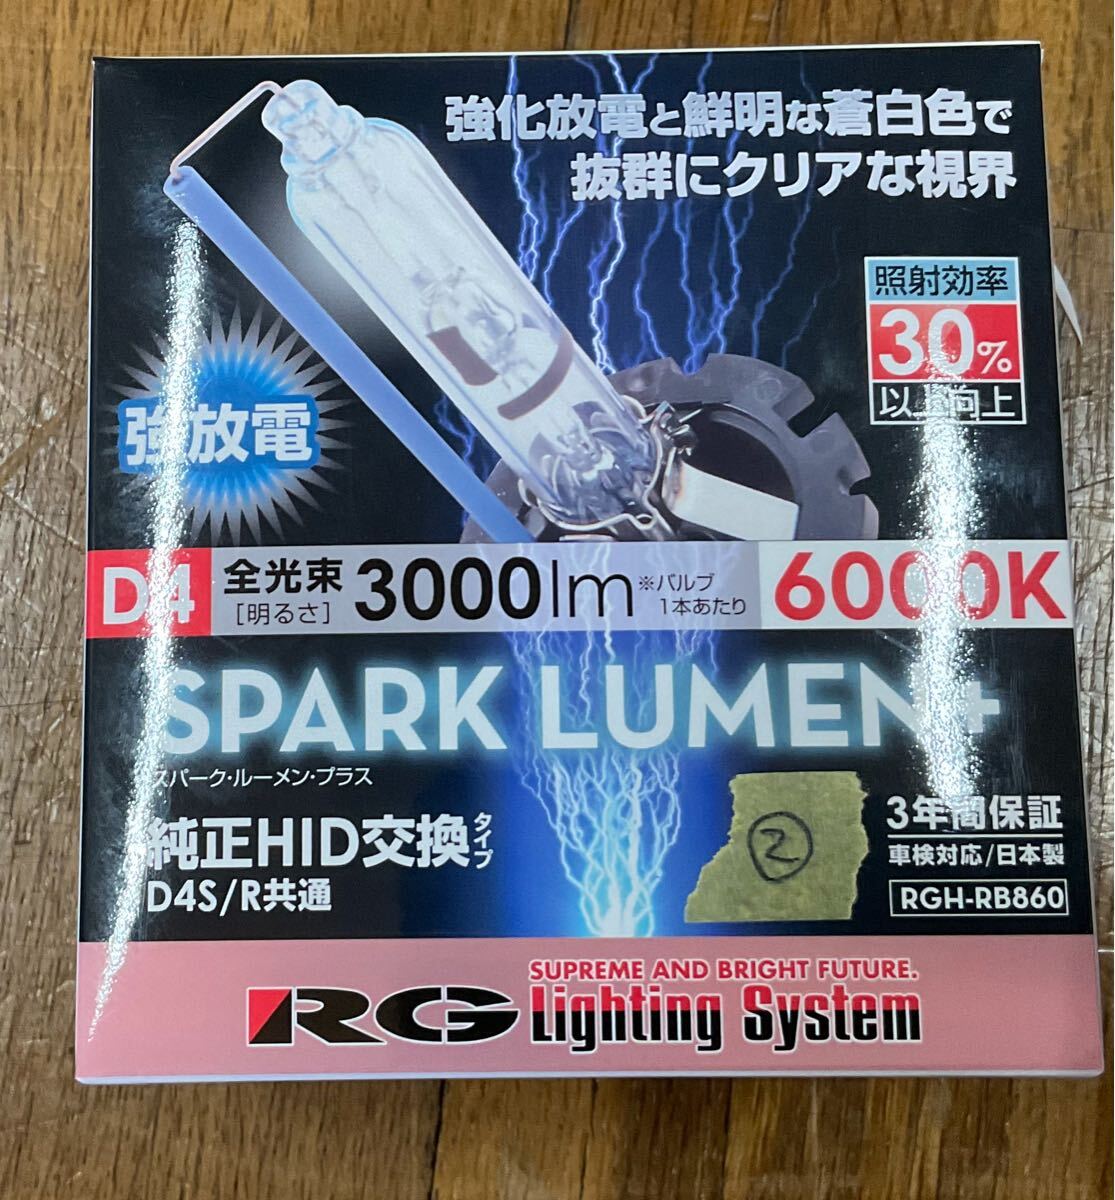 強化放電と鮮明な蒼白色で
抜群にクリアな視界
照射効率
30%
以上向上
強放電
D4
全光束
[明るさ]
3000lm
※バルブ
1本あたり
6000K
SPARK LUMEN+
スパーク・ルーメン・プラス
純正HID交換タイプ
D4S/R共通
②
3年間保証
車検対応/日本製
RGH-RB860
RG
SUPREME AND BRIGHT FUTURE.
Lighting System